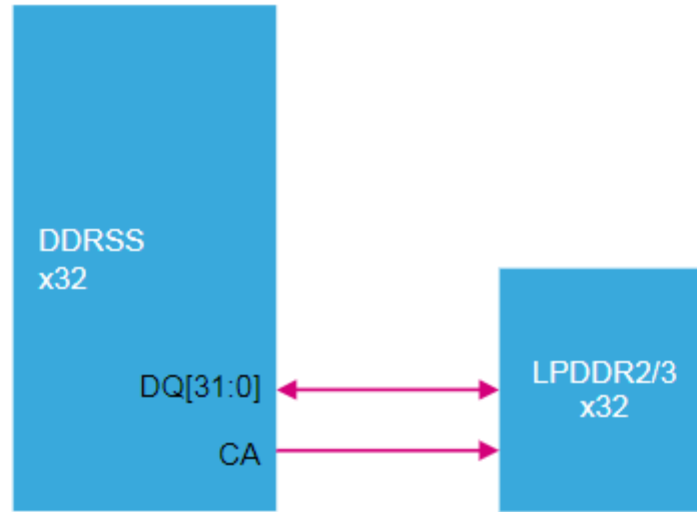 DDRSS
x32
DQ[31:0]
CA
LPDDR2/3
x32